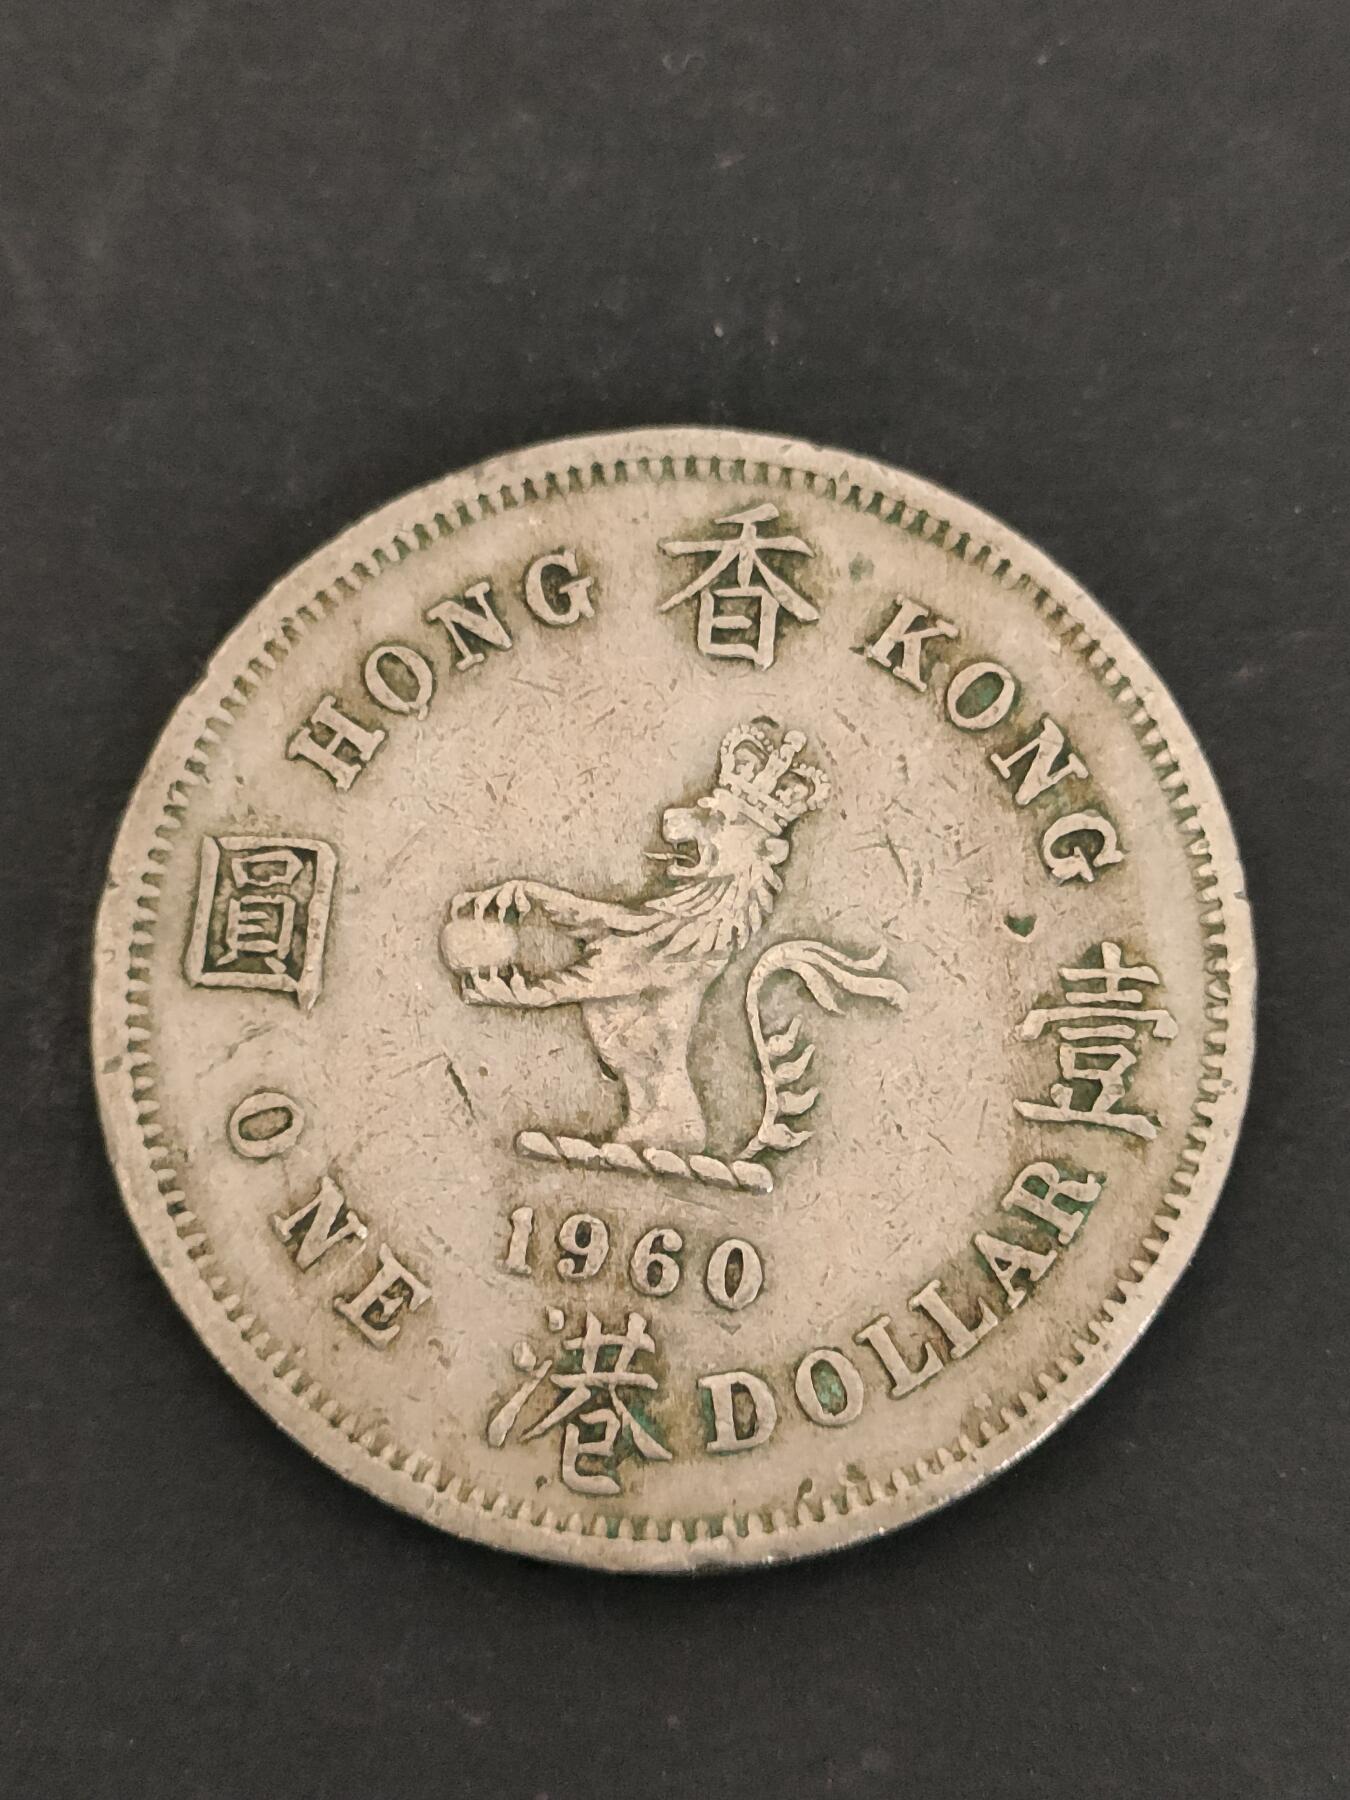 HONG KONG
香
港
壹
圓
1960
ONE DOLLAR